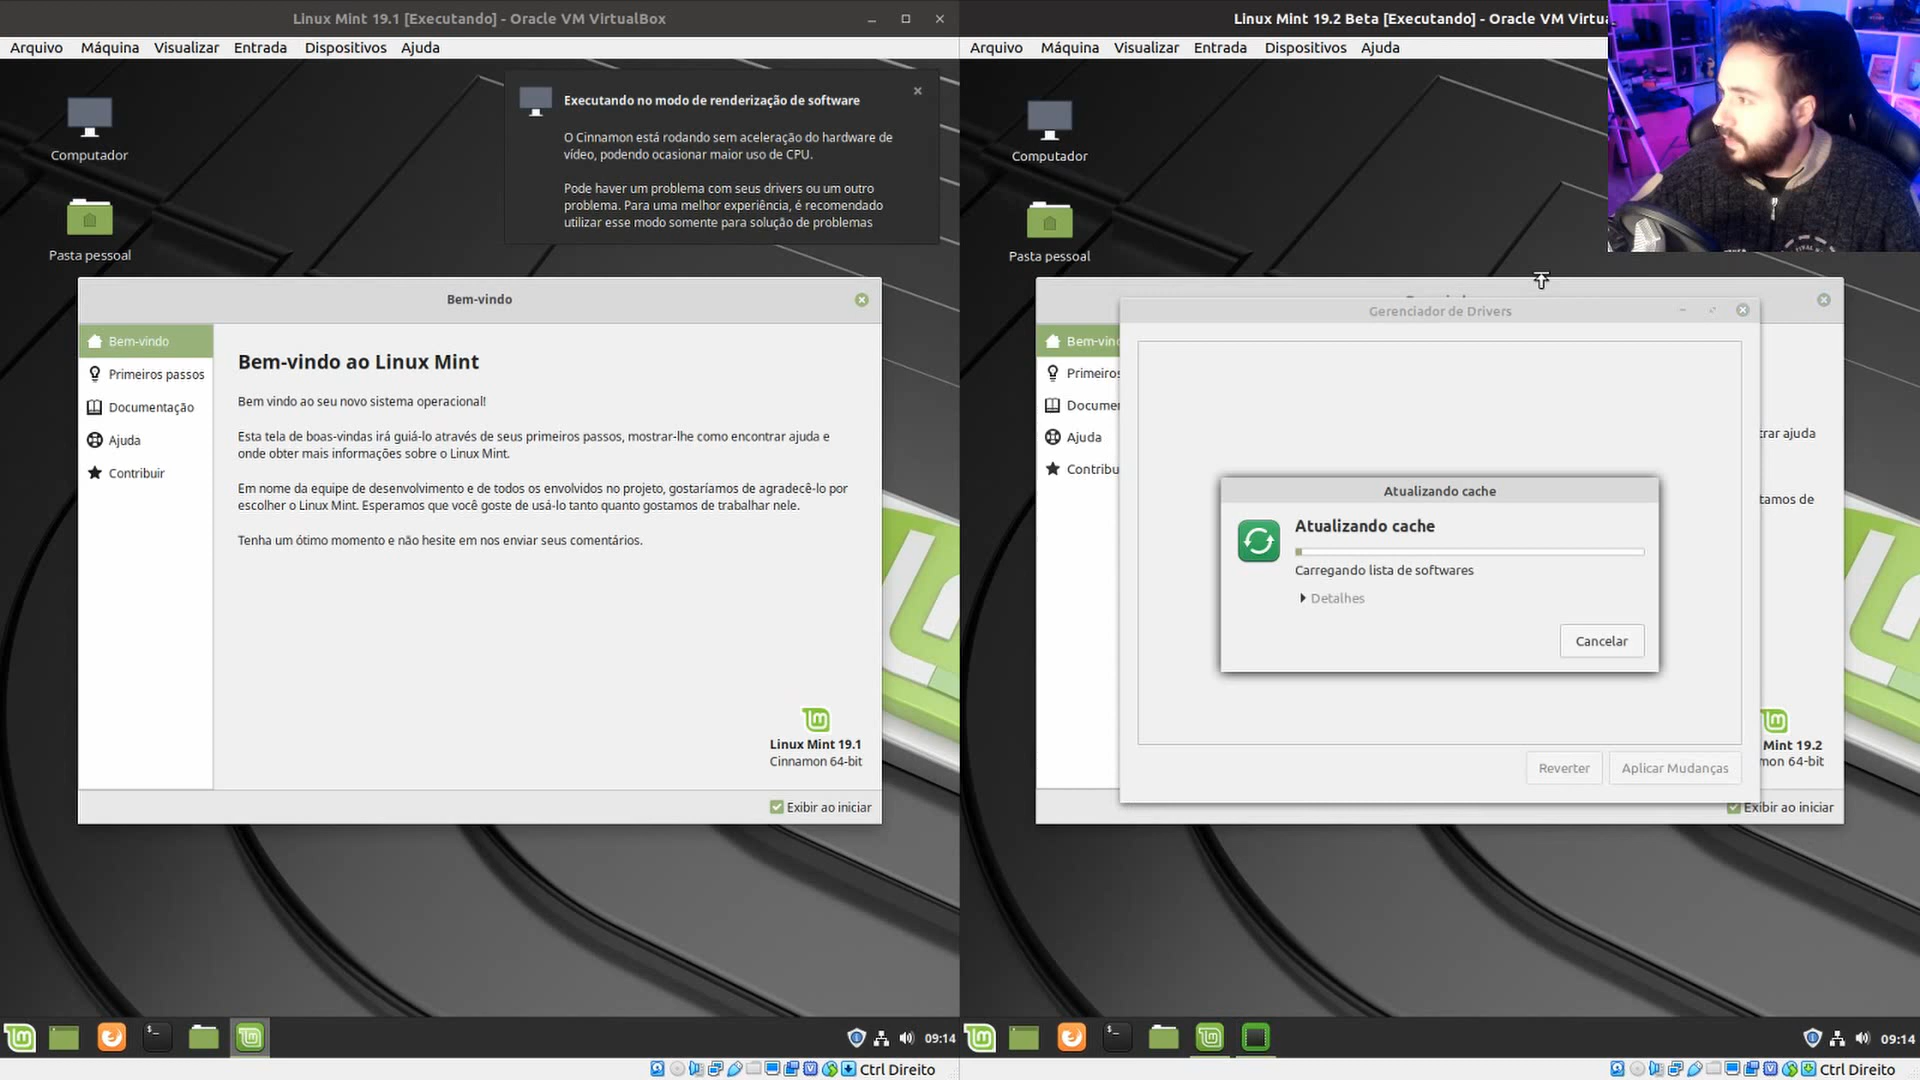 Linux Mint 19.1 [Executando] - Oracle VM VirtualBox
Arquivo Máquina Visualizar Entrada Dispositivos Ajuda
Computador
Pasta pessoal
Executando no modo de renderização de software
O Cinnamon está rodando sem aceleração do hardware de
vídeo, podendo ocasionar maior uso de CPU.
Pode haver um problema com seus drivers ou um outro
problema. Para uma melhor experiência, é recomendado
utilizar esse modo somente para solução de problemas
Bem-vindo
Bem-vindo
Primeiros passos
Documentação
Ajuda
Contribuir
Bem-vindo ao Linux Mint
Bem vindo ao seu novo sistema operacional!
Esta tela de boas-vindas irá guiá-lo através de seus primeiros passos, mostrar-lhe como encontrar ajuda e
onde obter mais informações sobre o Linux Mint.
Em nome da equipe de desenvolvimento e de todos os envolvidos no projeto, gostaríamos de agradecê-lo por
escolher o Linux Mint. Esperamos que você goste de usá-lo tanto quanto gostamos de trabalhar nele.
Tenha um ótimo momento e não hesite em nos enviar seus comentários.
Linux Mint 19.1
Cinnamon 64-bit
Exibir ao iniciar
09:14
Ctrl Direito
Linux Mint 19.2 Beta [Executando] - Oracle VM Virtua
Arquivo Máquina Visualizar Entrada Dispositivos Ajuda
Computador
Pasta pessoal
Gerenciador de Drivers
Bem-vind
Primeiros
Docume
Ajuda
Contribu
trar ajuda
tamos de
Atualizando cache
Atualizando cache
Carregando lista de softwares
Detalhes
Cancelar
Reverter Aplicar Mudanças
Mint 19.2
mon 64-bit
Exibir ao iniciar
09:14
Ctrl Direito